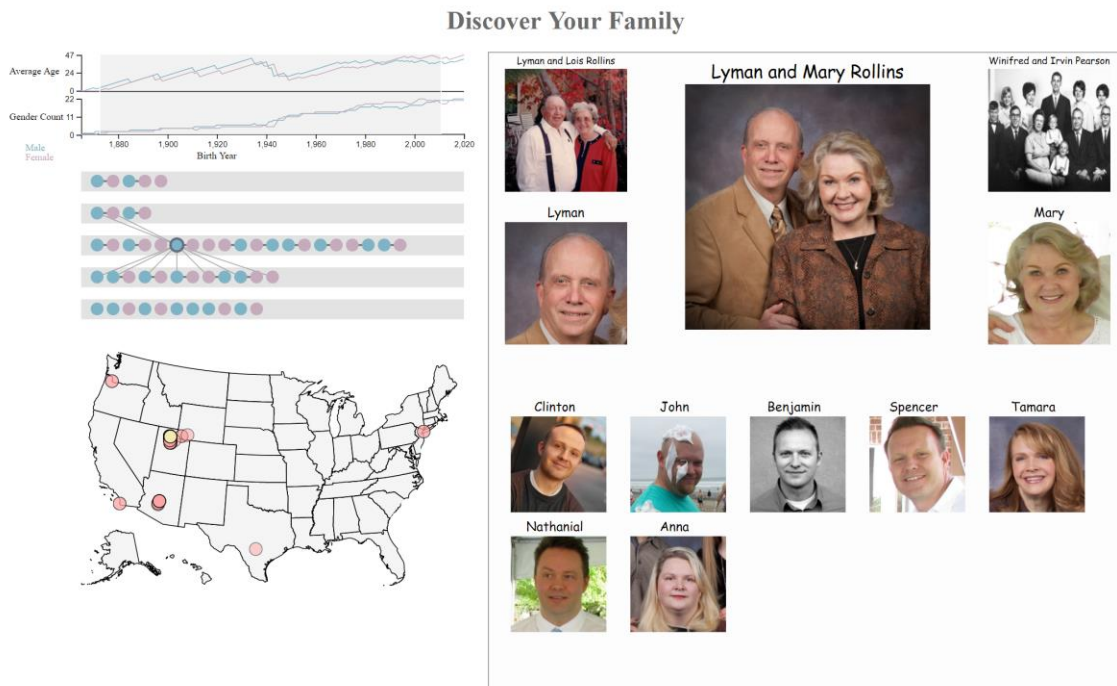 Discover Your Family
Average Age
47
24
0
Gender Count
22
11
0
1,880 1,900 1,920 1,940 1,960 1,980 2,000 2,020
Birth Year
Male
Female
Lyman and Lois Rollins
Lyman and Mary Rollins
Winifred and Irvin Pearson
Lyman
Mary
Clinton
John
Benjamin
Spencer
Tamara
Nathanial
Anna